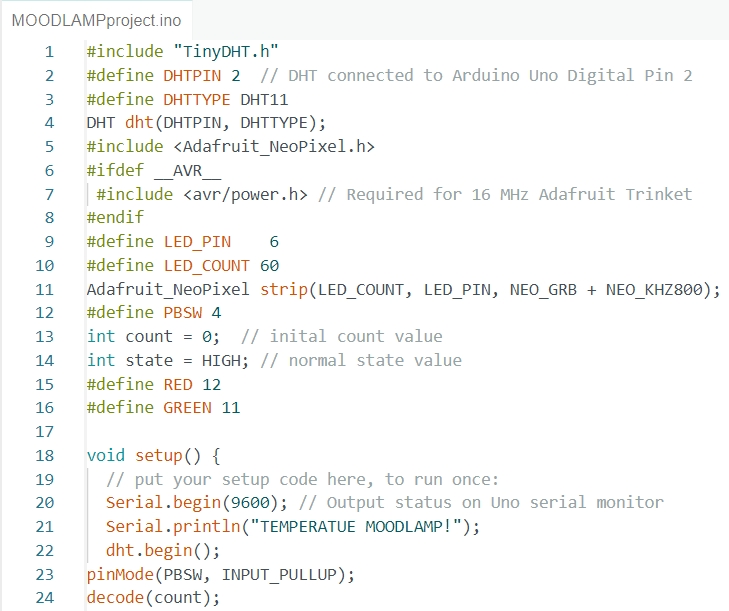 MOODLAMPproject.ino
1 #include "TinyDHT.h"
2 #define DHTPIN 2  // DHT connected to Arduino Uno Digital Pin 2
3 #define DHTTYPE DHT11
4 DHT dht(DHTPIN, DHTTYPE);
5 #include <Adafruit_NeoPixel.h>
6 #ifdef __AVR__
7  #include <avr/power.h> // Required for 16 MHz Adafruit Trinket
8 #endif
9 #define LED_PIN    6
10 #define LED_COUNT 60
11 Adafruit_NeoPixel strip(LED_COUNT, LED_PIN, NEO_GRB + NEO_KHZ800);
12 #define PBSW 4
13 int count = 0;  // inital count value
14 int state = HIGH; // normal state value
15 #define RED 12
16 #define GREEN 11
17
18 void setup() {
19   // put your setup code here, to run once:
20   Serial.begin(9600); // Output status on Uno serial monitor
21   Serial.println("TEMPERATUE MOODLAMP!");
22   dht.begin();
23 pinMode(PBSW, INPUT_PULLUP);
24 decode(count);